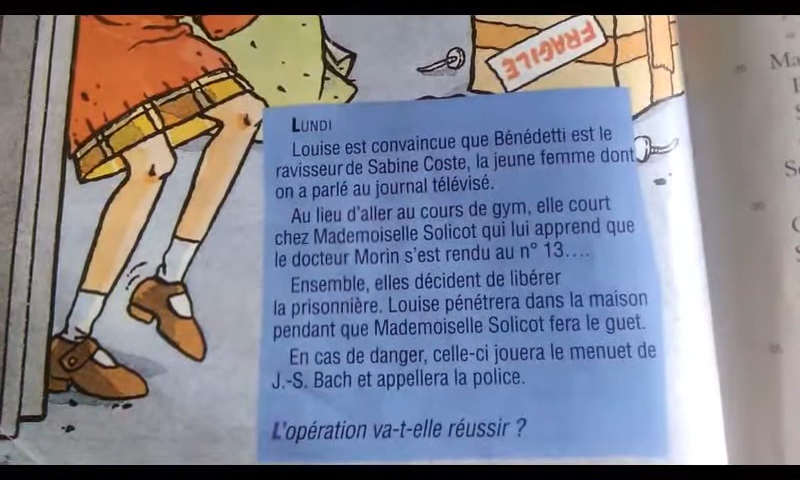 FRAGILE
LUNDI
Louise est convaincue que Bénédetti est le
ravisseur de Sabine Coste, la jeune femme dont
on a parlé au journal télévisé.
Au lieu d'aller au cours de gym, elle court
chez Mademoiselle Solicot qui lui apprend que
le docteur Morin s'est rendu au n° 13....
Ensemble, elles décident de libérer
la prisonnière. Louise pénétrera dans la maison
pendant que Mademoiselle Solicot fera le guet.
En cas de danger, celle-ci jouera le menuet de
J.-S. Bach et appellera la police.
L'opération va-t-elle réussir ?